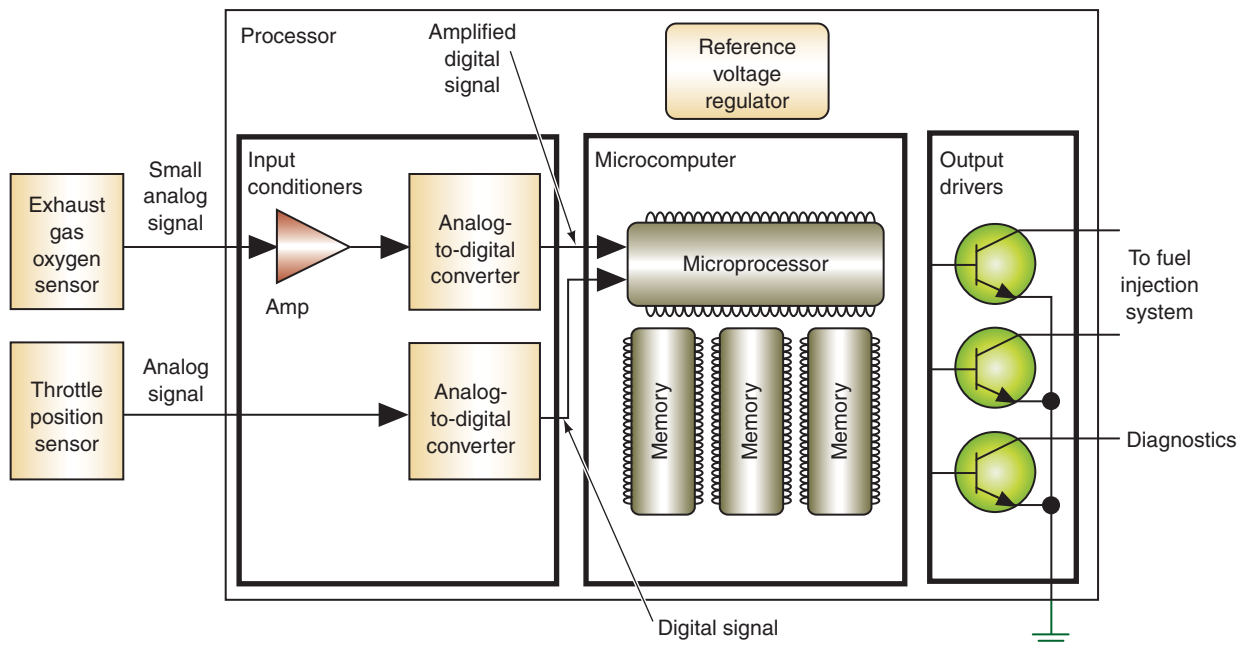 Processor
Amplified
digital
signal
Reference
voltage
regulator
Small
analog
signal
Input
conditioners
Microcomputer
Output
drivers
Exhaust
gas
oxygen
sensor
Amp
Analog-
to-digital
converter
Microprocessor
To fuel
injection
system
Throttle
position
sensor
Analog
signal
Analog-
to-digital
converter
Memory
Memory
Memory
Diagnostics
Digital signal